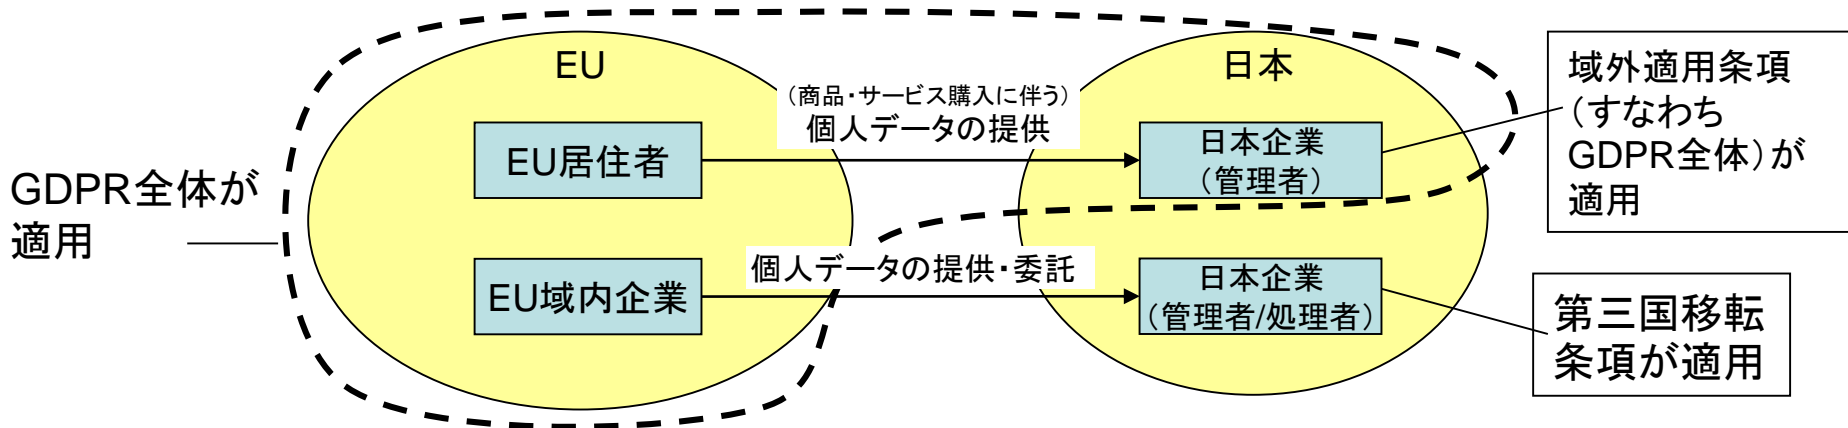 EU
日本
(商品・サービス購入に伴う)
個人データの提供
EU居住者
日本企業
(管理者)
域外適用条項
(すなわち
GDPR全体)が
適用
GDPR全体が
適用
個人データの提供・委託
EU域内企業
日本企業
(管理者/処理者)
第三国移転
条項が適用